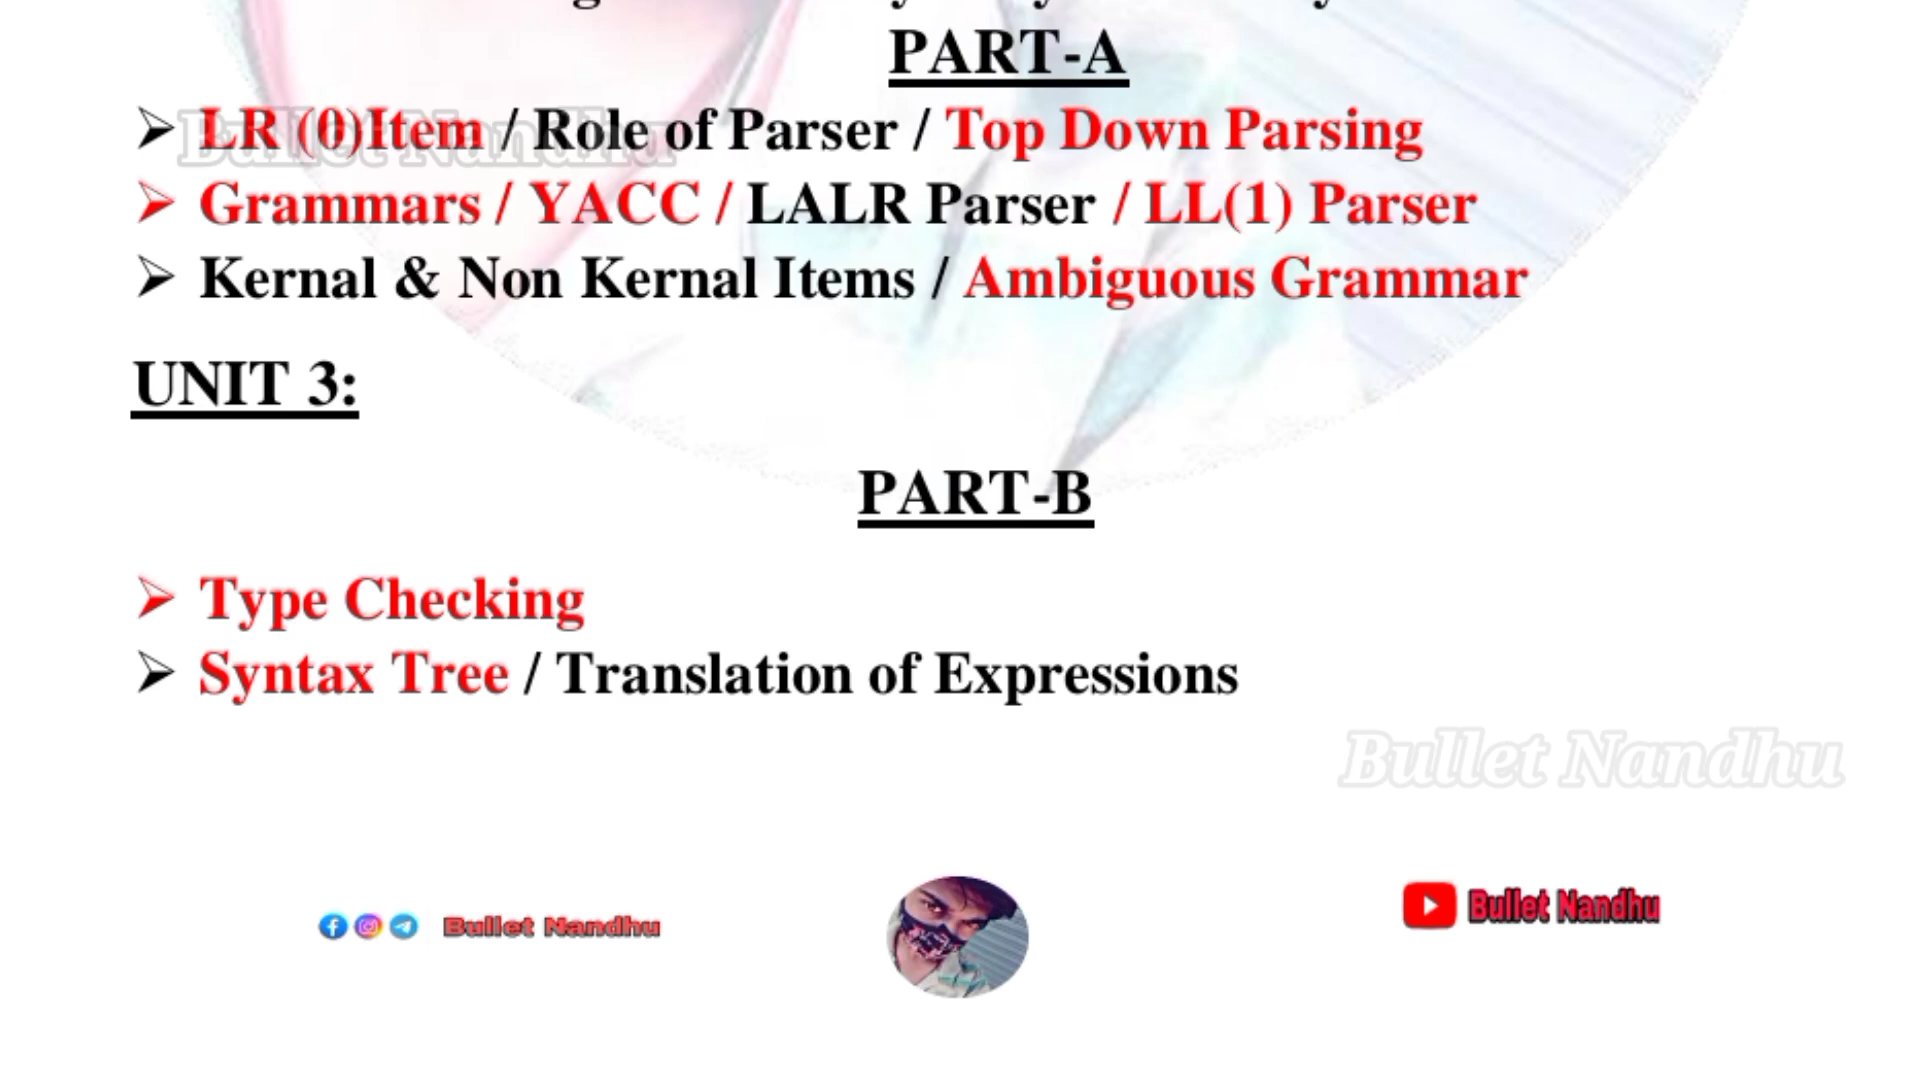 PART-A
➢ LR (0)Item / Role of Parser / Top Down Parsing
Bullet Nandhu
➢ Grammars / YACC / LALR Parser / LL(1) Parser
➢ Kernal & Non Kernal Items / Ambiguous Grammar
UNIT 3:
PART-B
➢ Type Checking
➢ Syntax Tree / Translation of Expressions
Bullet Nandhu
Bullet Nandhu
Bullet Nandhu